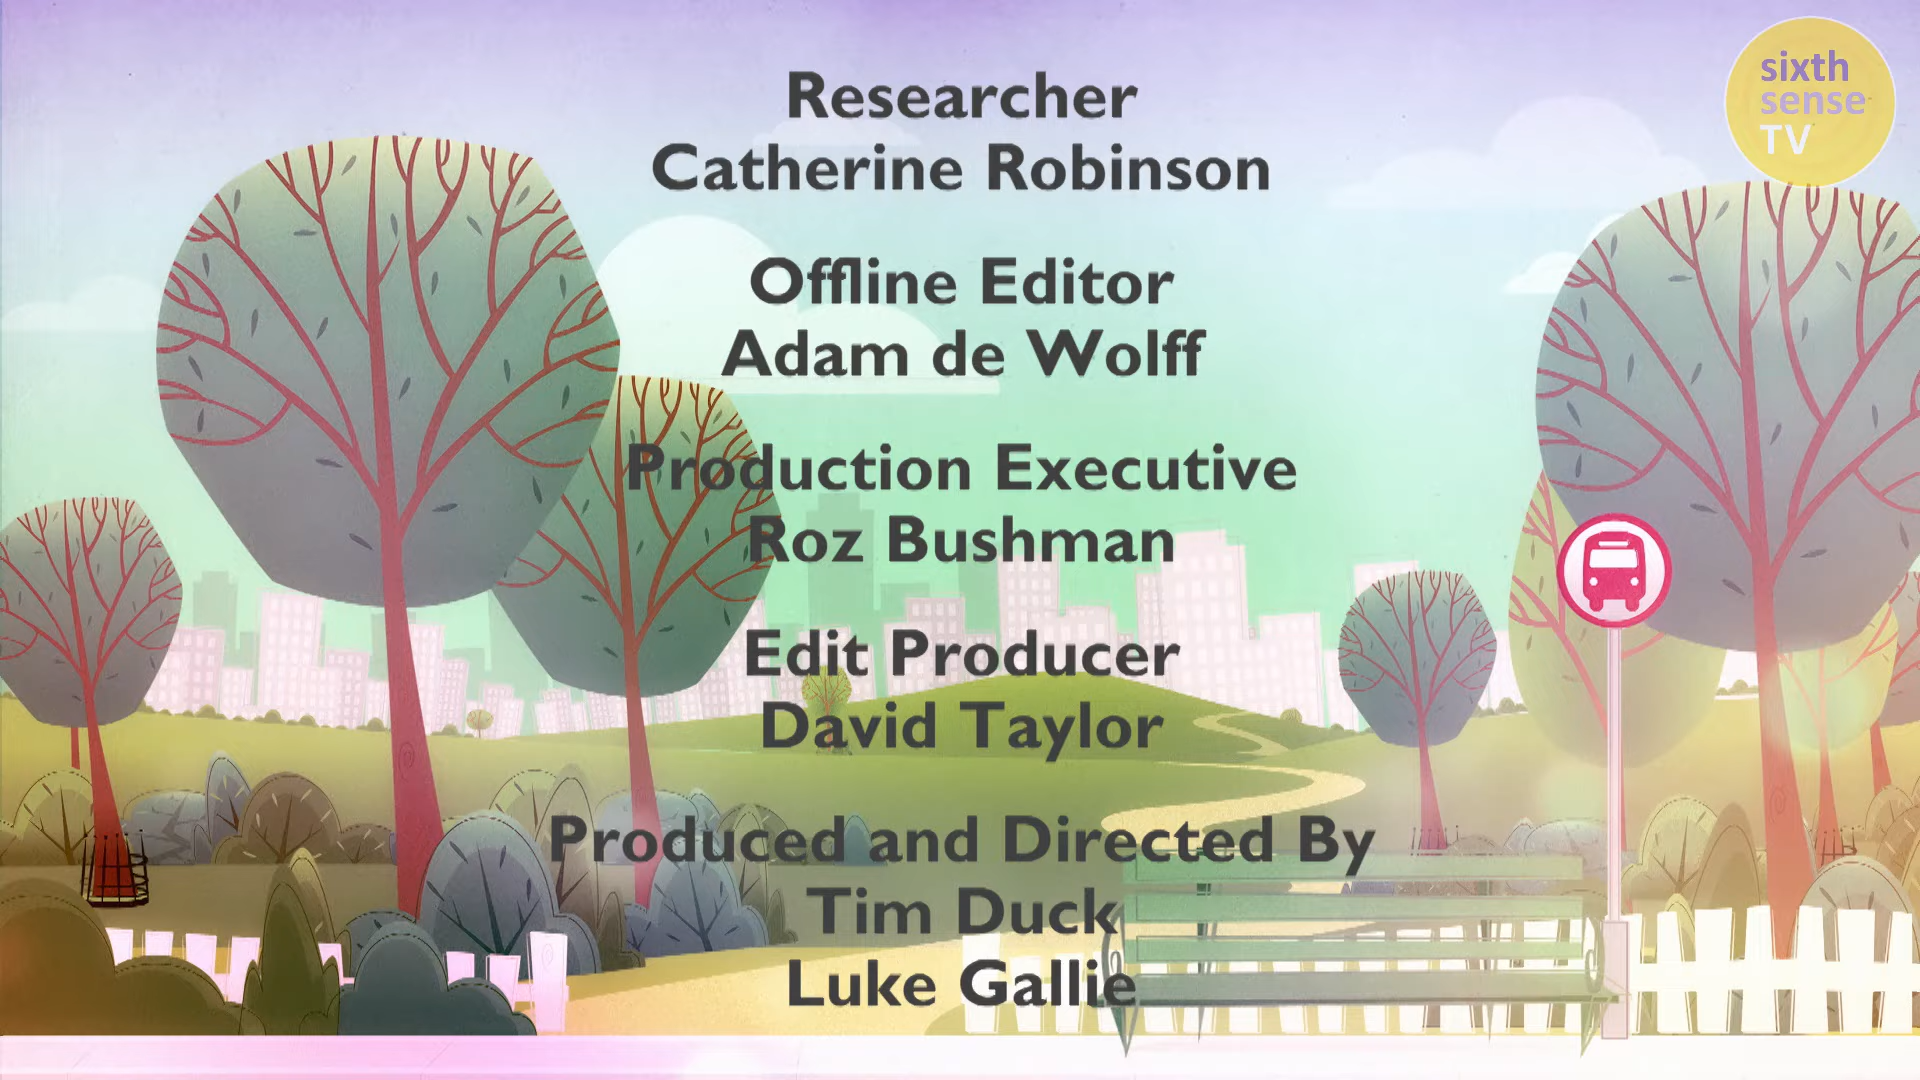 sixth
sense
TV
Researcher
Catherine Robinson
Offline Editor
Adam de Wolff
Production Executive
Roz Bushman
Edit Producer
David Taylor
Produced and Directed By
Tim Duck
Luke Gallie